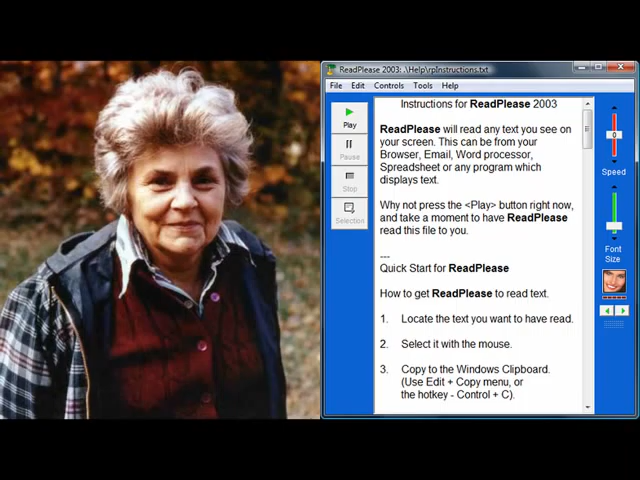 ReadPlease 2003: .\Help\rpInstructions.txt
File Edit Controls Tools Help
Play
Pause
Stop
Selection
Instructions for ReadPlease 2003
ReadPlease will read any text you see on
your screen. This can be from your
Browser, Email, Word processor,
Spreadsheet or any program which
displays text.
Why not press the <Play> button right now,
and take a moment to have ReadPlease
read this file to you.
---
Quick Start for ReadPlease
How to get ReadPlease to read text.
1. Locate the text you want to have read.
2. Select it with the mouse.
3. Copy to the Windows Clipboard.
(Use Edit + Copy menu, or
the hotkey - Control + C).
0
Speed
Font
Size